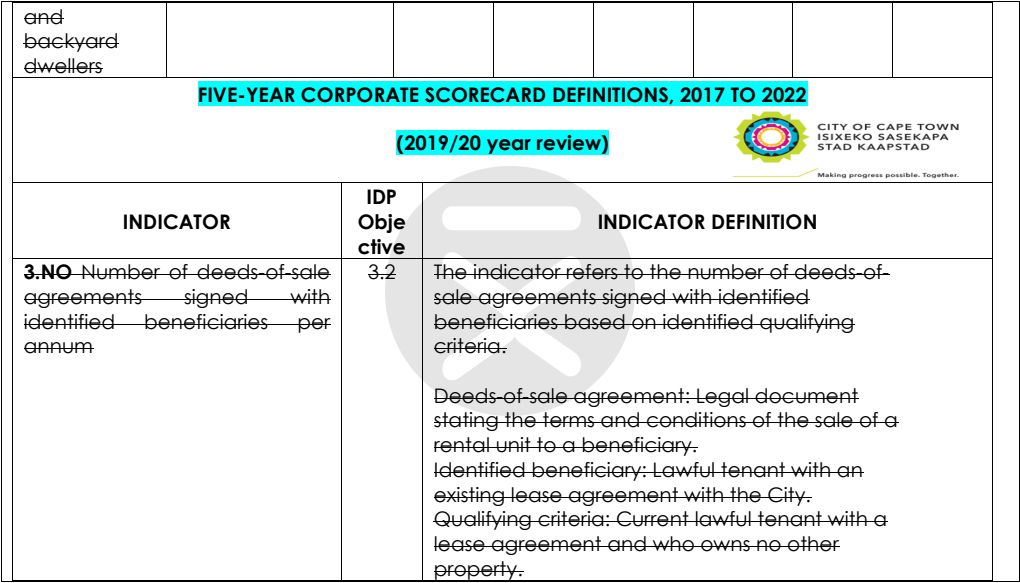 and
backyard
dwellers
FIVE-YEAR CORPORATE SCORECARD DEFINITIONS, 2017 TO 2022
(2019/20 year review)
CITY OF CAPE TOWN
ISIXEKO SASEKAPA
STAD KAAPSTAD
Making progress possible. Together.
INDICATOR
IDP
Obje
ctive
INDICATOR DEFINITION
3.NO Number of deeds-of-sale
agreements signed with
identified beneficiaries per
annum
3.2
The indicator refers to the number of deeds-of-
sale agreements signed with identified
beneficiaries based on identified qualifying
criteria.
Deeds-of-sale agreement: Legal document
stating the terms and conditions of the sale of a
rental unit to a beneficiary.
Identified beneficiary: Lawful tenant with an
existing lease agreement with the City.
Qualifying criteria: Current lawful tenant with a
lease agreement and who owns no other
property.